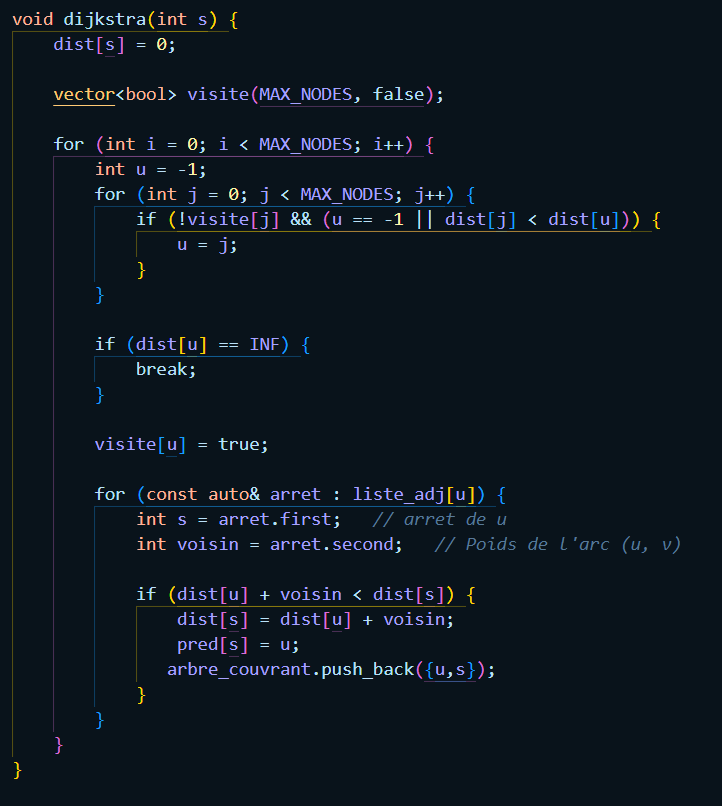 void dijkstra(int s) {
    dist[s] = 0;

    vector<bool> visite(MAX_NODES, false);

    for (int i = 0; i < MAX_NODES; i++) {
        int u = -1;
        for (int j = 0; j < MAX_NODES; j++) {
            if (!visite[j] && (u == -1 || dist[j] < dist[u])) {
                u = j;
            }
        }

        if (dist[u] == INF) {
            break;
        }

        visite[u] = true;

        for (const auto& arret : liste_adj[u]) {
            int s = arret.first;   // arret de u
            int voisin = arret.second;   // Poids de l'arc (u, v)

            if (dist[u] + voisin < dist[s]) {
                dist[s] = dist[u] + voisin;
                pred[s] = u;
               arbre_couvrant.push_back({u,s});
            }
        }
    }
}